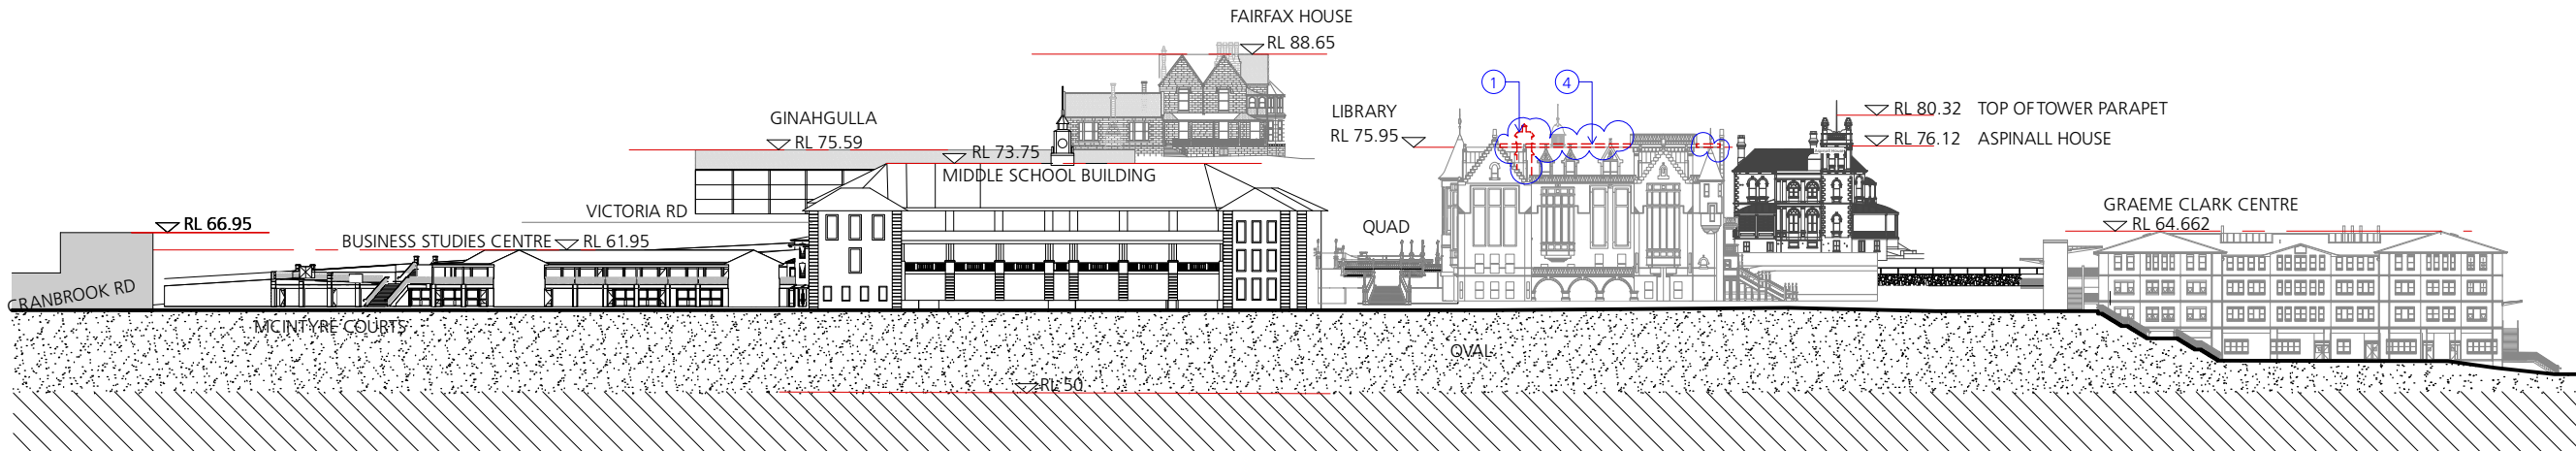 FAIRFAX HOUSE
RL 88.65
1
4
GINAHGULLA
RL 75.59
LIBRARY
RL 75.95
RL 80.32 TOP OF TOWER PARAPET
RL 76.12 ASPINALL HOUSE
RL 73.75
MIDDLE SCHOOL BUILDING
VICTORIA RD
RL 66.95
BUSINESS STUDIES CENTRE RL 61.95
QUAD
GRAEME CLARK CENTRE
RL 64.662
CRANBROOK RD
MCINTYRE COURTS
OVAL
RL 50